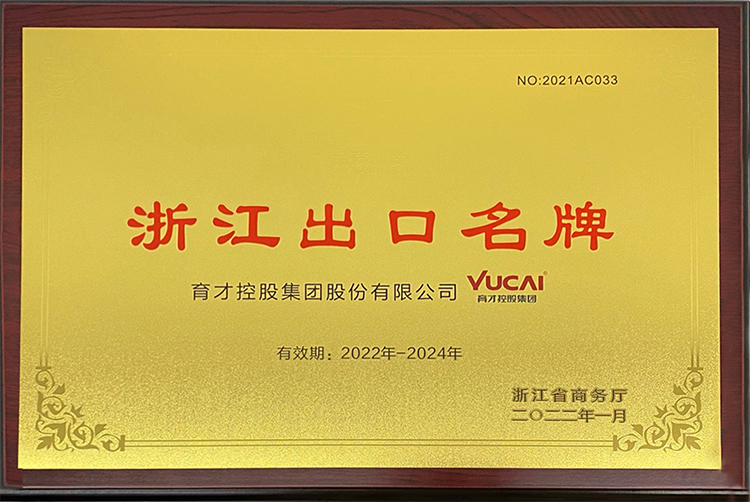 NO:2021AC033
浙江出口名牌
育才控股集团股份有限公司 YUCAI®
育才控股集团
有效期：2022年-2024年
浙江省商务厅
二〇二二年一月